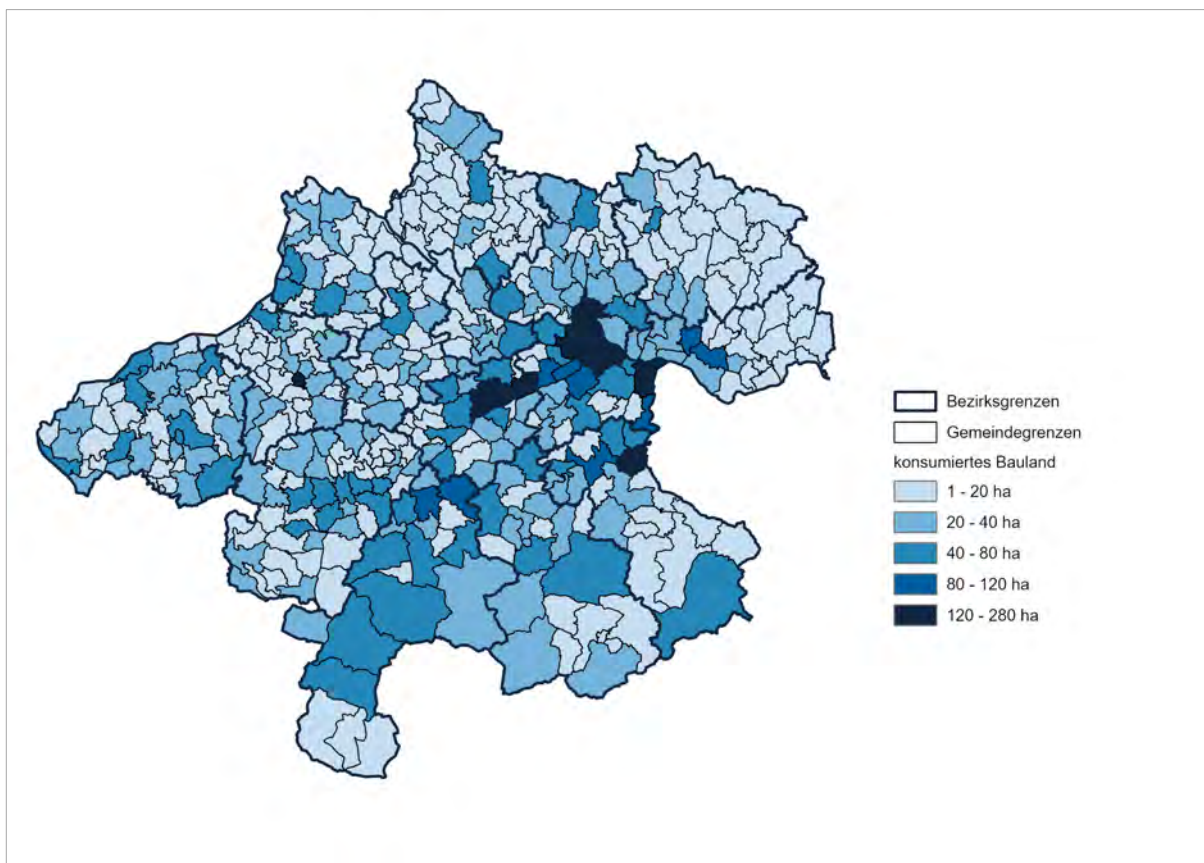 Bezirksgrenzen
Gemeindegrenzen
konsumiertes Bauland
1 - 20 ha
20 - 40 ha
40 - 80 ha
80 - 120 ha
120 - 280 ha